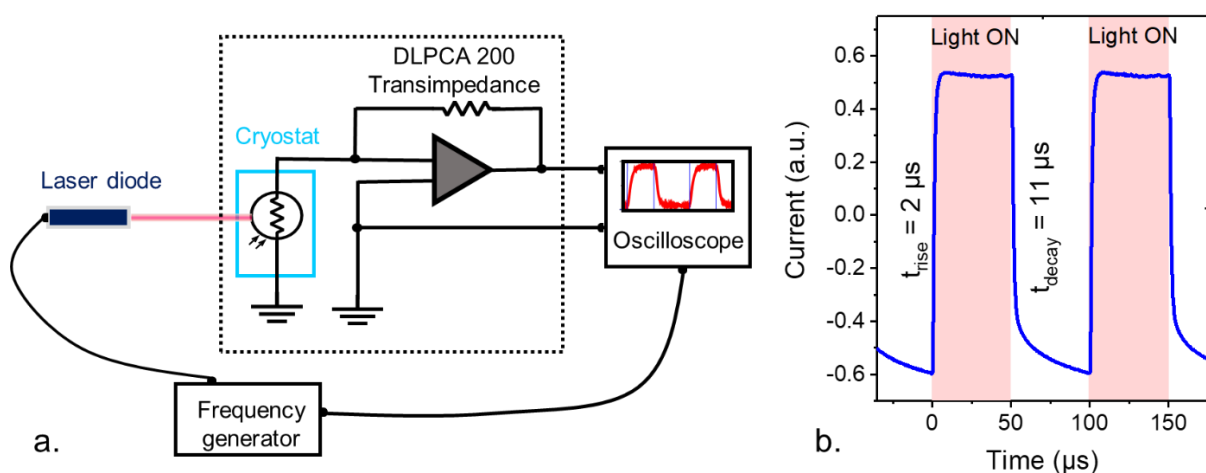 DLPCA 200
Transimpedance
Cryostat
Laser diode
Oscilloscope
Frequency
generator
a.
Light ON
Light ON
0.6
0.4
0.2
0.0
-0.2
-0.4
-0.6
Current (a.u.)
t_rise = 2 µs
t_decay = 11 µs
0
50
100
150
Time (µs)
b.